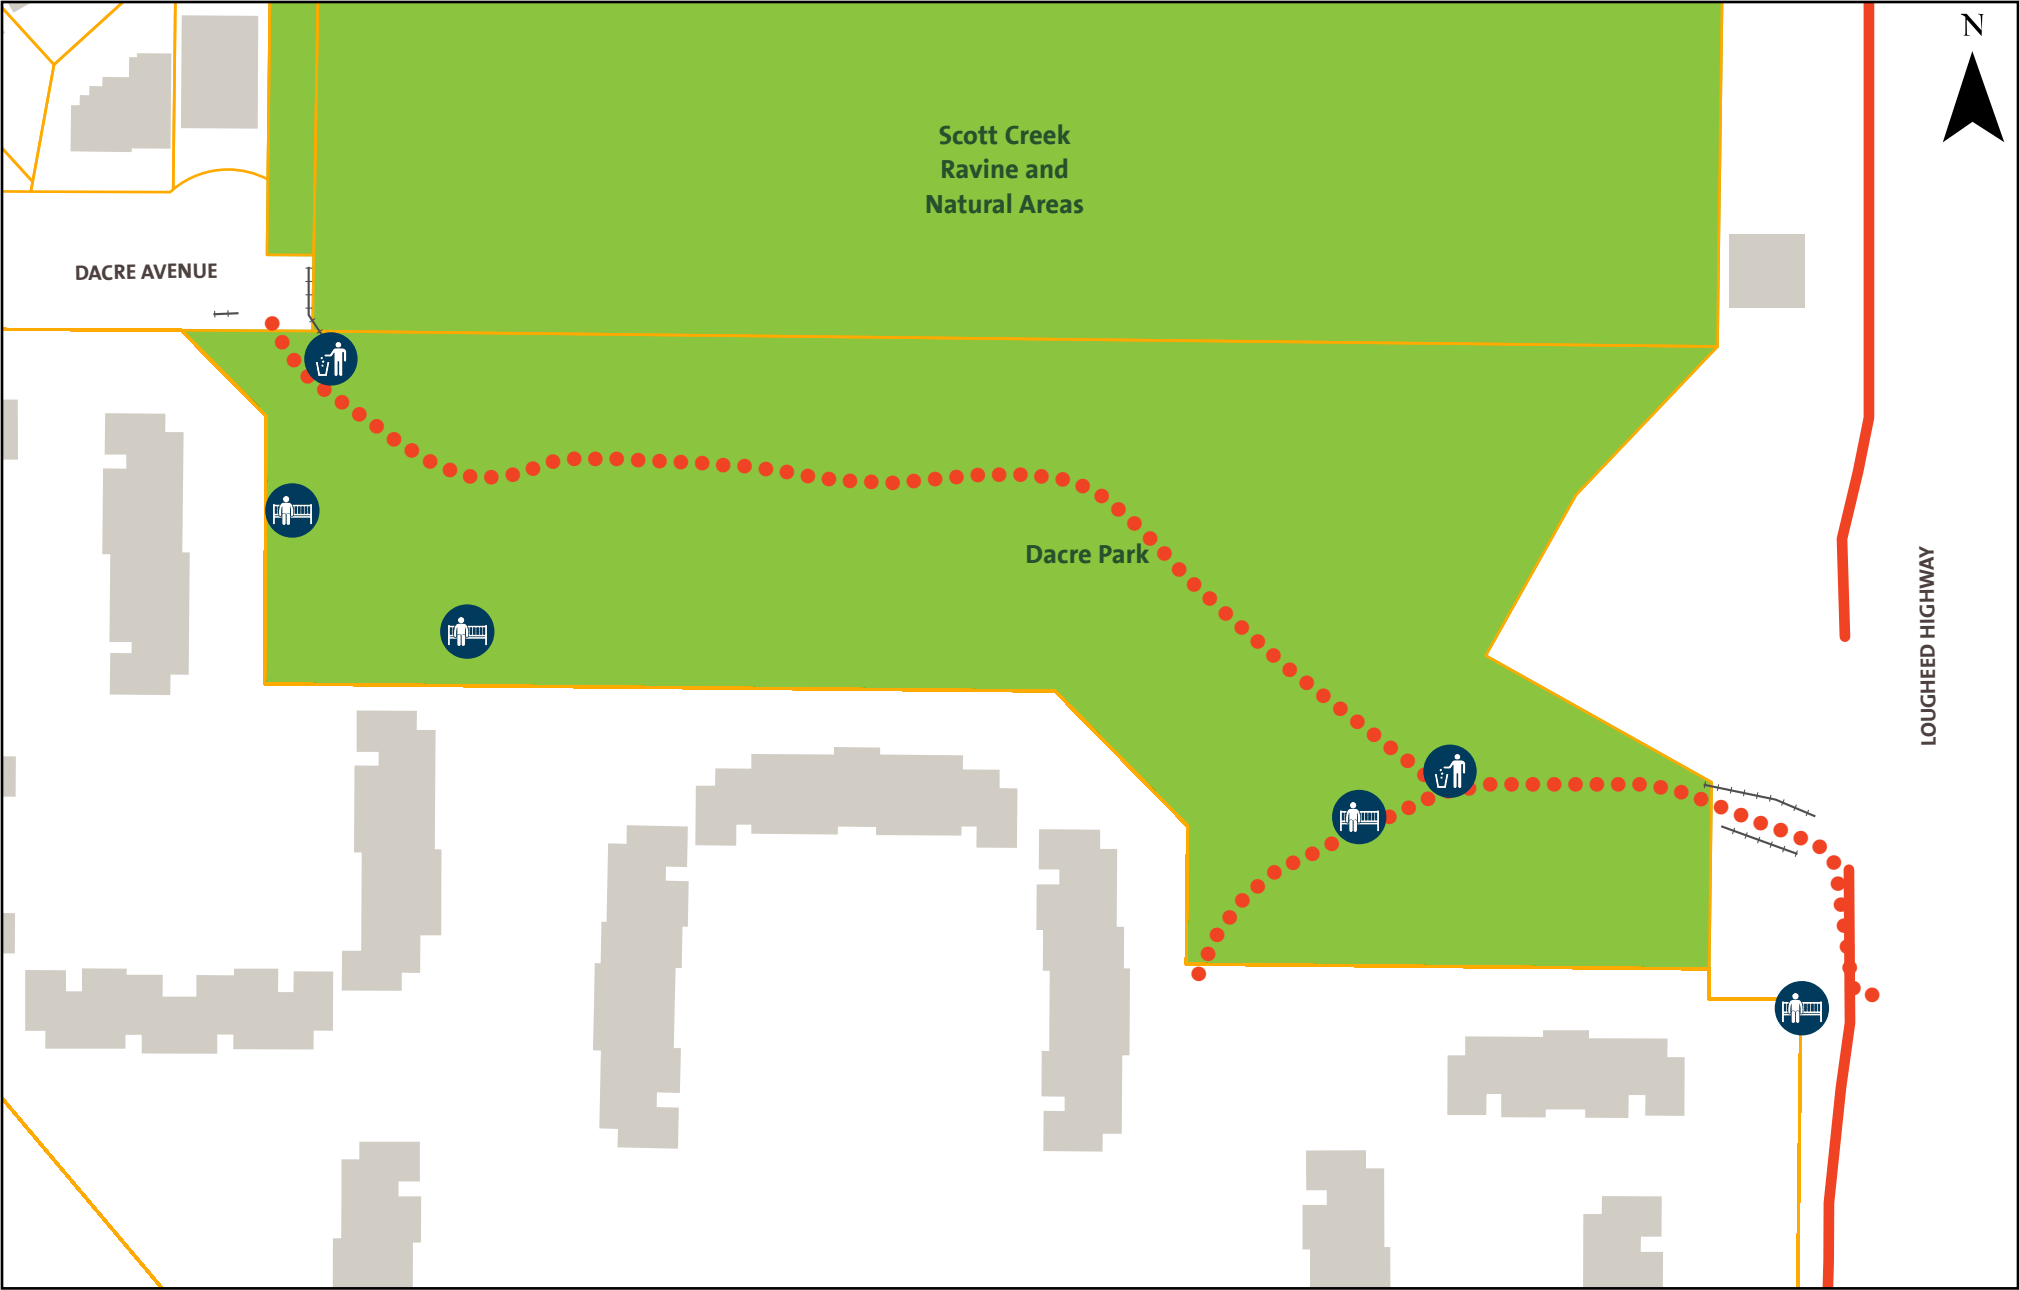 N
Scott Creek
Ravine and
Natural Areas
DACRE AVENUE
Dacre Park
LOUGHEED HIGHWAY